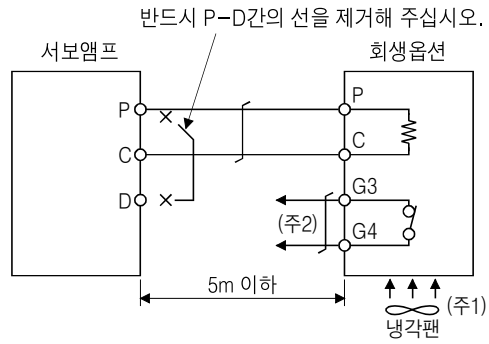 반드시 P-D간의 선을 제거해 주십시오.
서보앰프
회생옵션
P
P
C
C
D
G3
(주2)
G4
5m 이하
(주1)
냉각팬